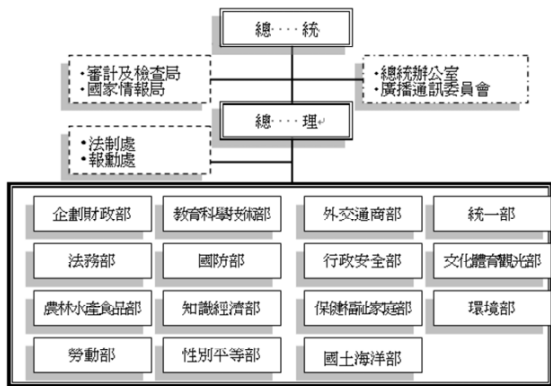 總····統
·審計及檢查局
·國家情報局
·總統辦公室
·廣播通訊委員會
總····理
·法制處
·報勳處
企劃財政部
教育科學技術部
外交通商部
統一部
法務部
國防部
行政安全部
文化體育觀光部
農林水產食品部
知識經濟部
保健福祉家庭部
環境部
勞動部
性別平等部
國土海洋部